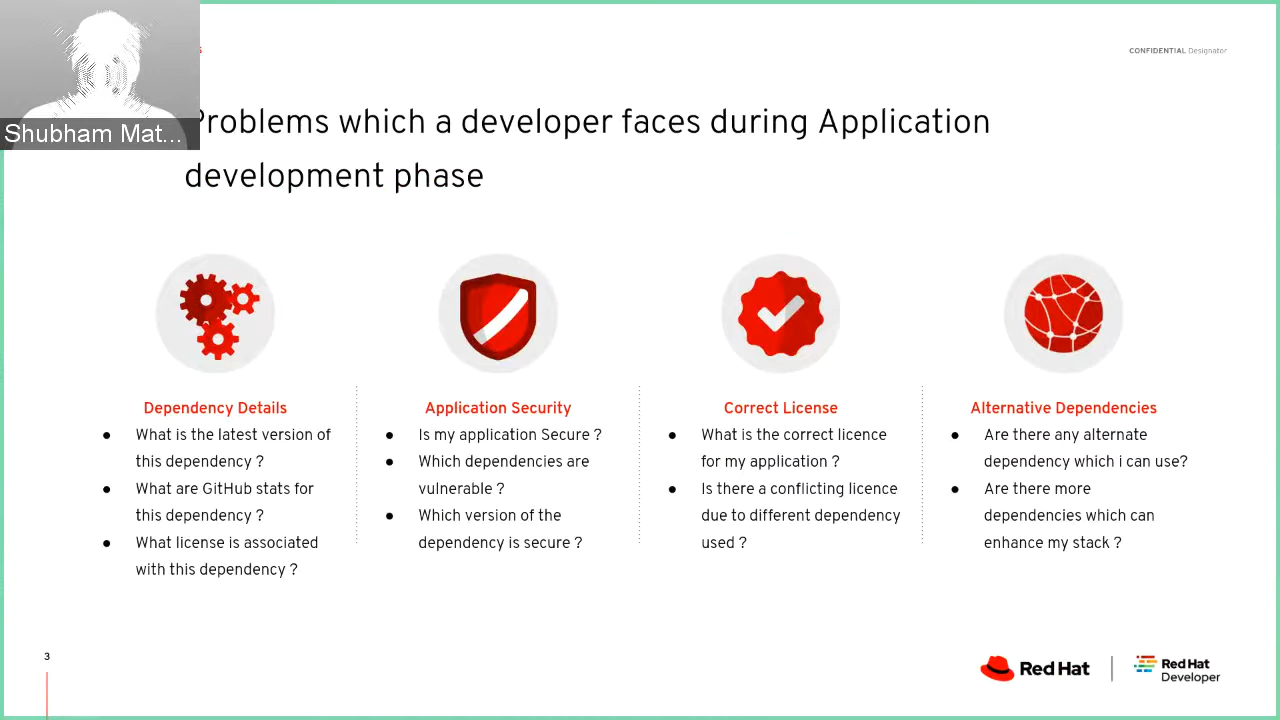 CONFIDENTIAL Designator
Shubham Mat...
Problems which a developer faces during Application
development phase
Dependency Details
● What is the latest version of
this dependency ?
● What are GitHub stats for
this dependency ?
● What license is associated
with this dependency ?
Application Security
● Is my application Secure ?
● Which dependencies are
vulnerable ?
● Which version of the
dependency is secure ?
Correct License
● What is the correct licence
for my application ?
● Is there a conflicting licence
due to different dependency
used ?
Alternative Dependencies
● Are there any alternate
dependency which i can use?
● Are there more
dependencies which can
enhance my stack ?
3
Red Hat
Red Hat
Developer